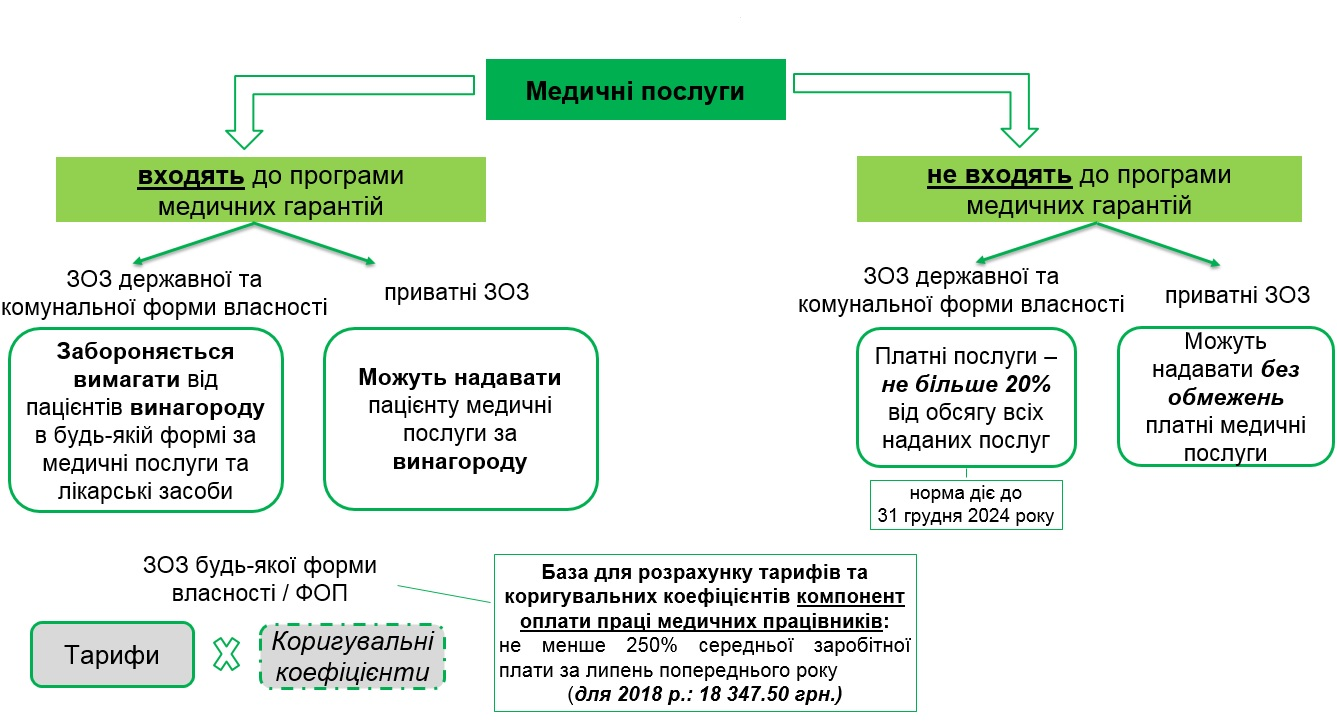 Медичні послуги
входять до програми
медичних гарантій
не входять до програми
медичних гарантій
ЗОЗ державної та
комунальної форми власності
приватні ЗОЗ
ЗОЗ державної та
комунальної форми власності
приватні ЗОЗ
Забороняється
вимагати від
пацієнтів винагороду
в будь-якій формі за
медичні послуги та
лікарські засоби
Можуть надавати
пацієнту медичні
послуги за
винагороду
Платні послуги –
не більше 20%
від обсягу всіх
наданих послуг
Можуть
надавати без
обмежень
платні медичні
послуги
норма діє до
31 грудня 2024 року
ЗОЗ будь-якої форми
власності / ФОП
Тарифи
Коригувальні
коефіцієнти
База для розрахунку тарифів та
коригувальних коефіцієнтів компонент
оплати праці медичних працівників:
не менше 250% середньої заробітної
плати за липень попереднього року
(для 2018 р.: 18 347.50 грн.)